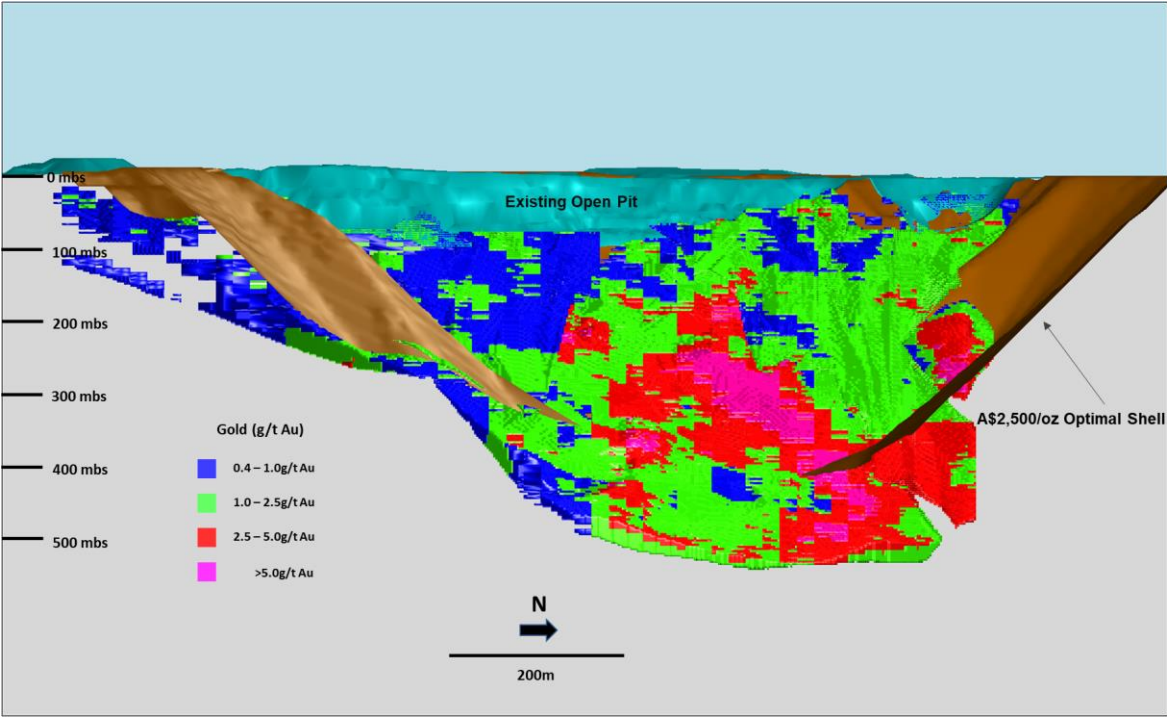 0 mbs
Existing Open Pit
100 mbs
200 mbs
300 mbs
A$2,500/oz Optimal Shell
Gold (g/t Au)
400 mbs
0.4 – 1.0g/t Au
1.0 – 2.5g/t Au
2.5 – 5.0g/t Au
500 mbs
>5.0g/t Au
N
200m